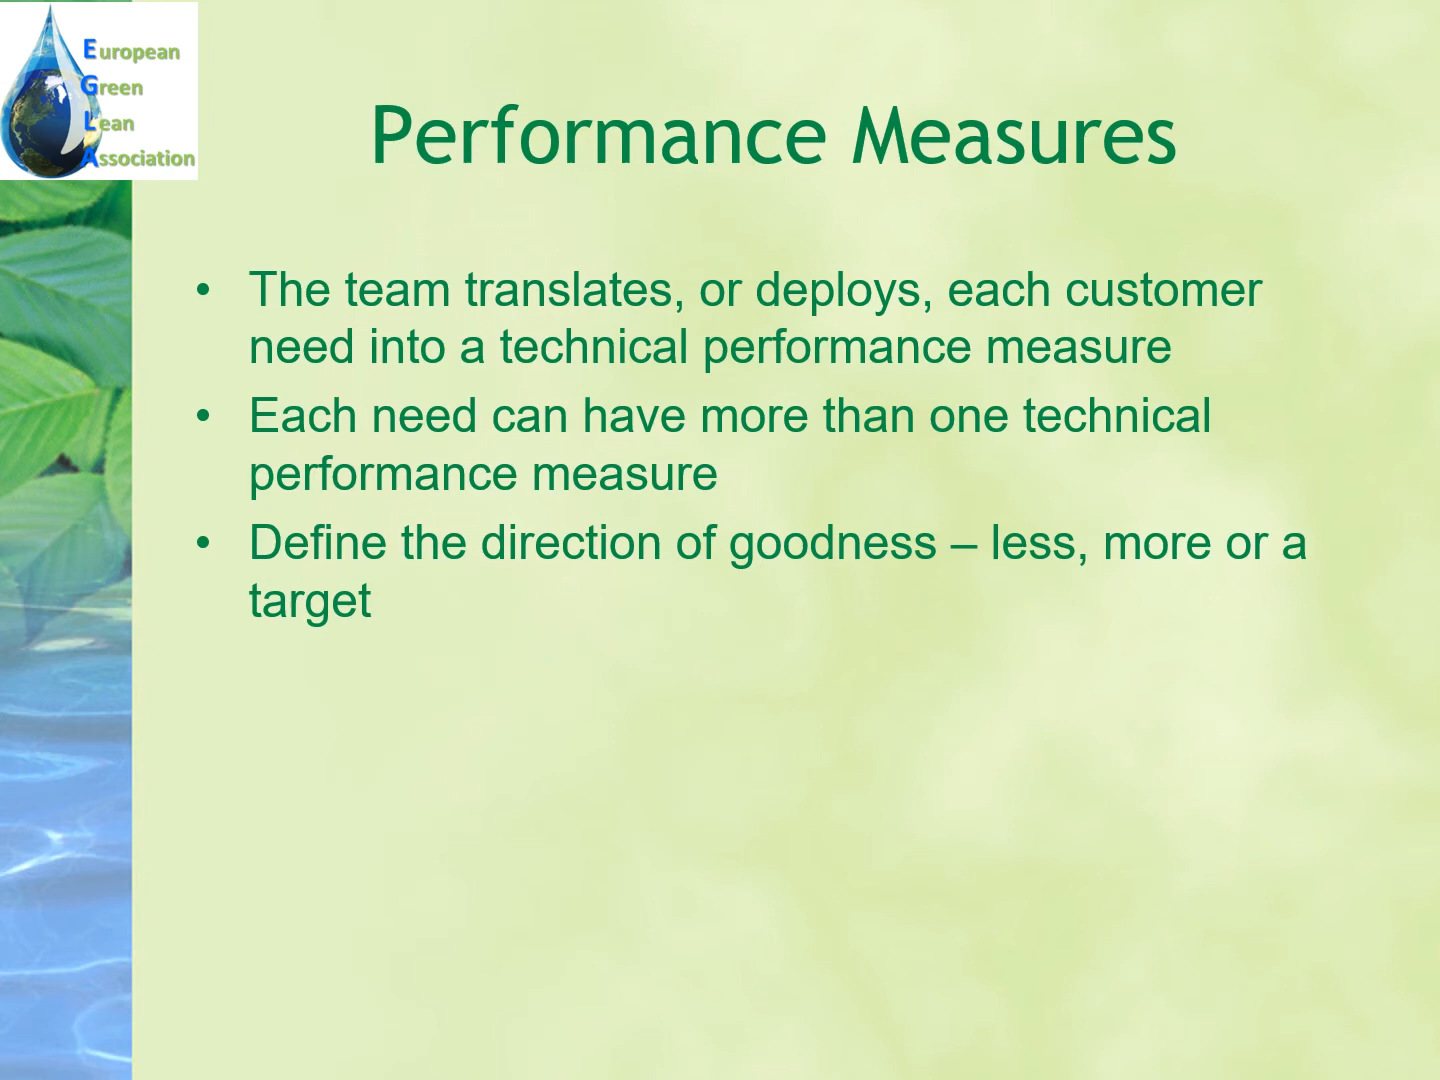 European
Green
Lean
Association
Performance Measures
• The team translates, or deploys, each customer
need into a technical performance measure
• Each need can have more than one technical
performance measure
• Define the direction of goodness – less, more or a
target